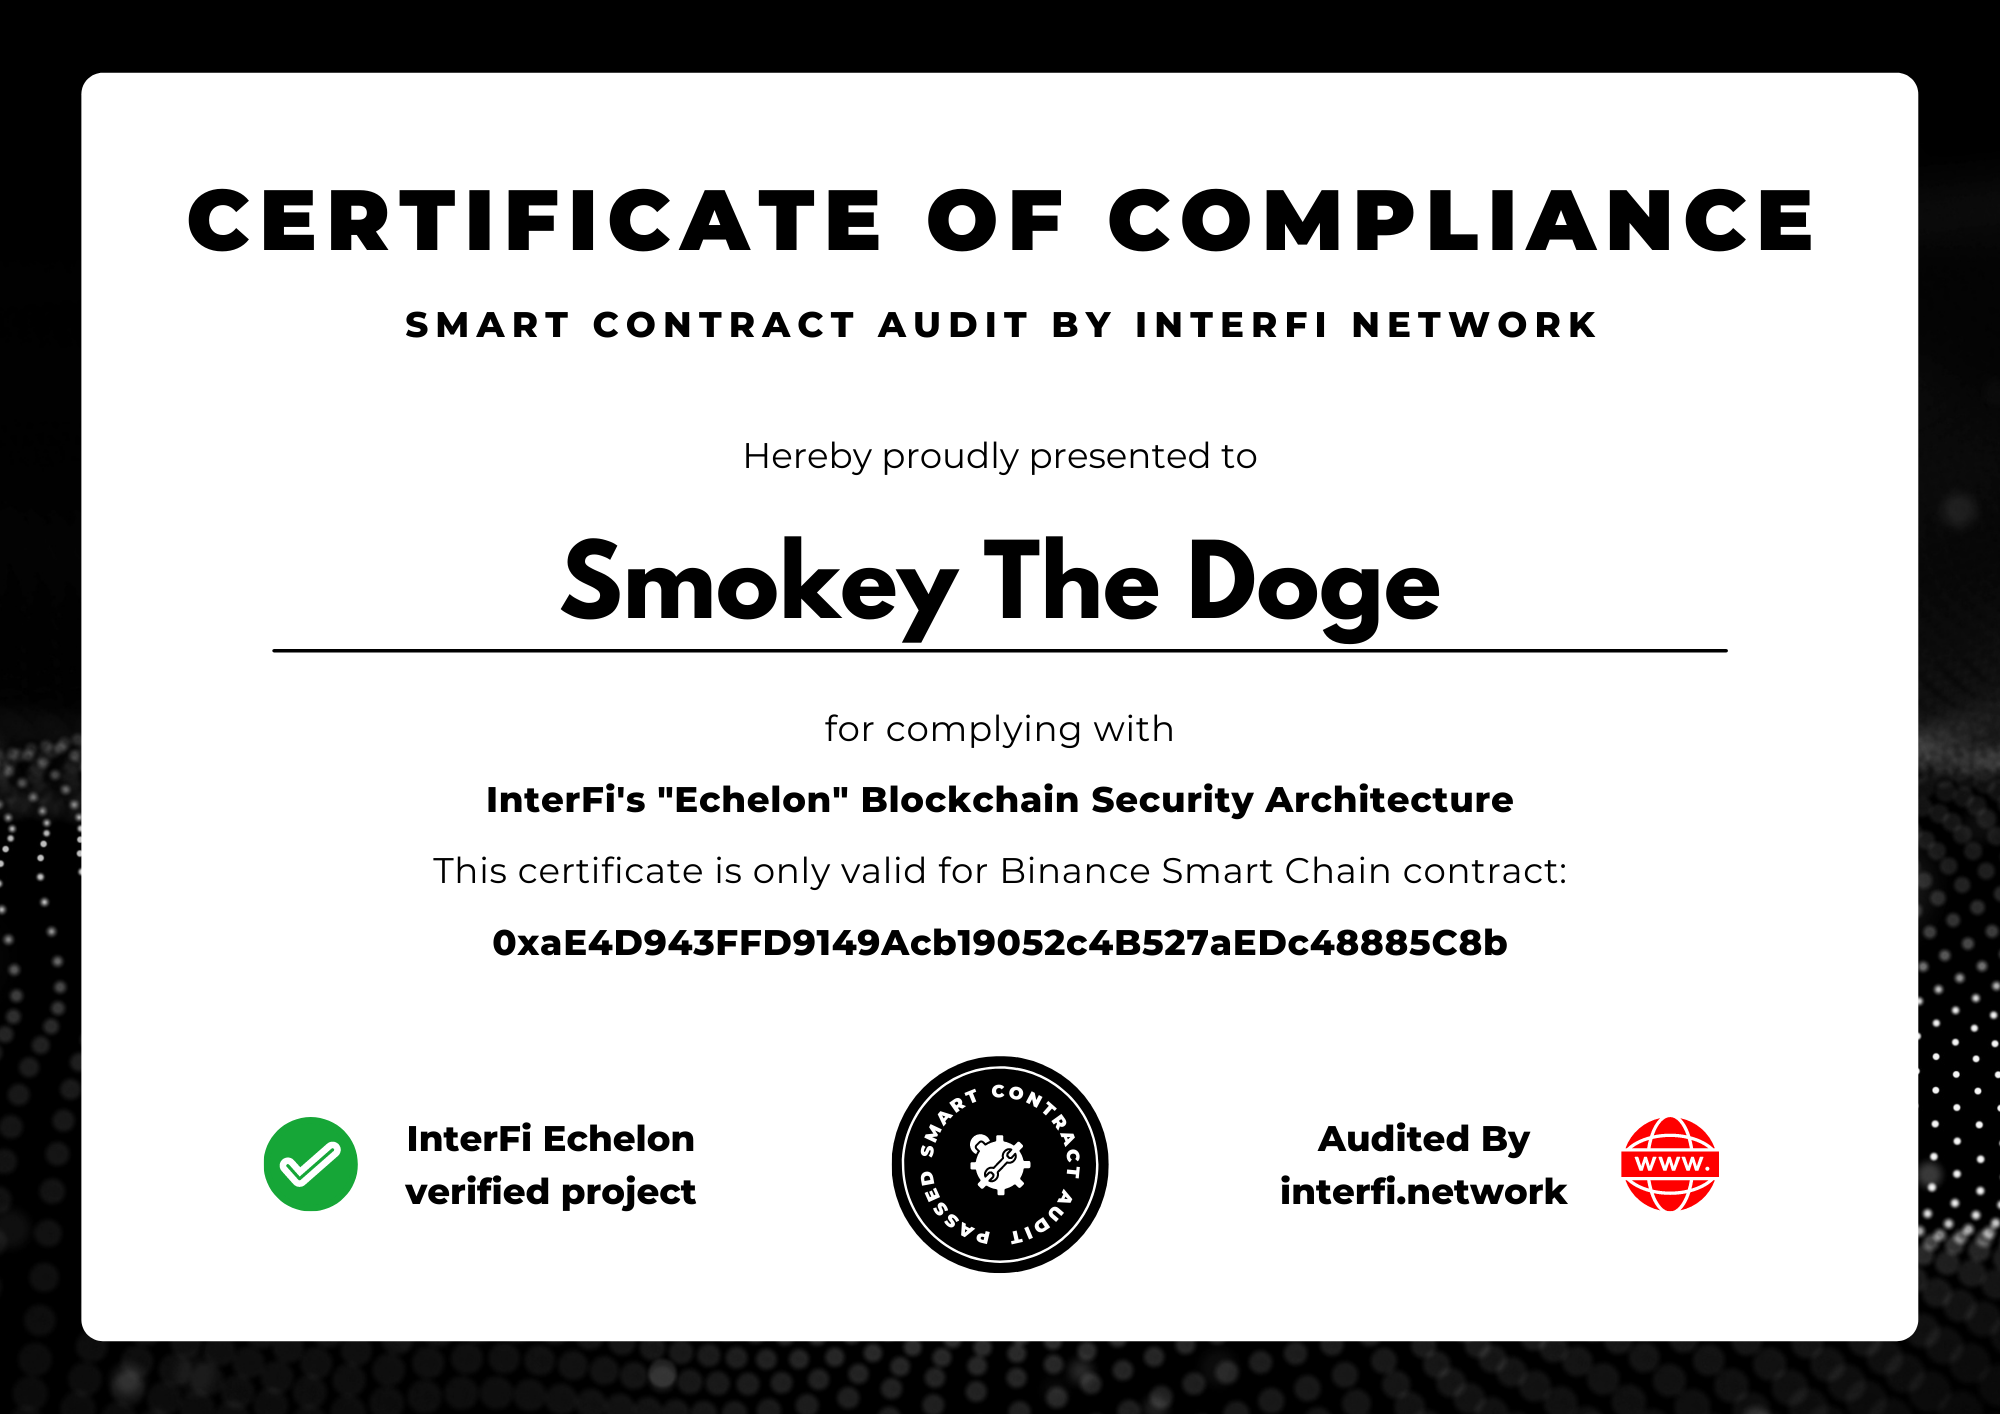 CERTIFICATE OF COMPLIANCE
SMART CONTRACT AUDIT BY INTERFI NETWORK
Hereby proudly presented to
Smokey The Doge
for complying with
InterFi's "Echelon" Blockchain Security Architecture
This certificate is only valid for Binance Smart Chain contract:
0xaE4D943FFD9149Acb19052c4B527aEDc48885C8b
InterFi Echelon
verified project
SMART CONTRACT AUDIT PASSED
Audited By
interfi.network
WWW.